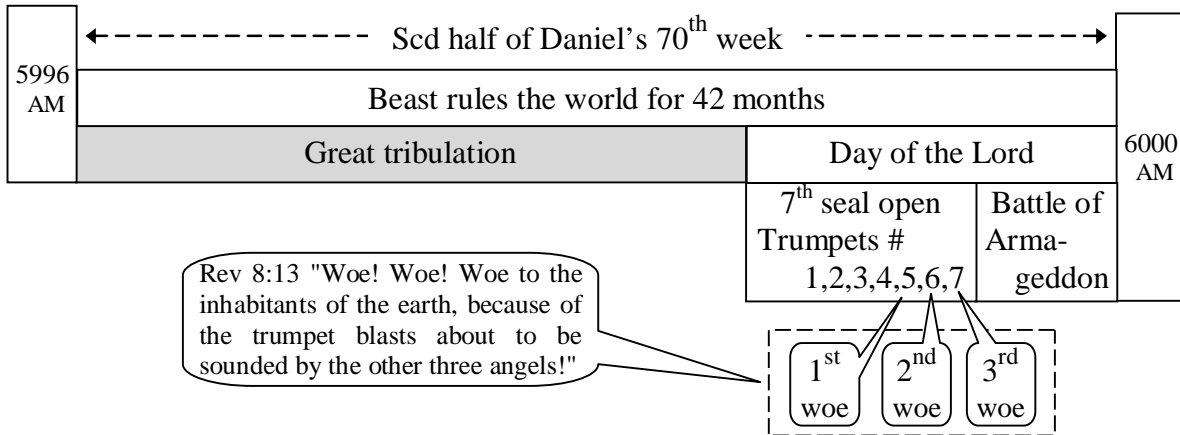 Scd half of Daniel's 70th week
5996
AM
Beast rules the world for 42 months
Great tribulation
Day of the Lord
6000
AM
7th seal open
Trumpets #
1,2,3,4,5,6,7
Battle of
Arma-
geddon
Rev 8:13 "Woe! Woe! Woe to the
inhabitants of the earth, because of
the trumpet blasts about to be
sounded by the other three angels!"
1st
woe
2nd
woe
3rd
woe